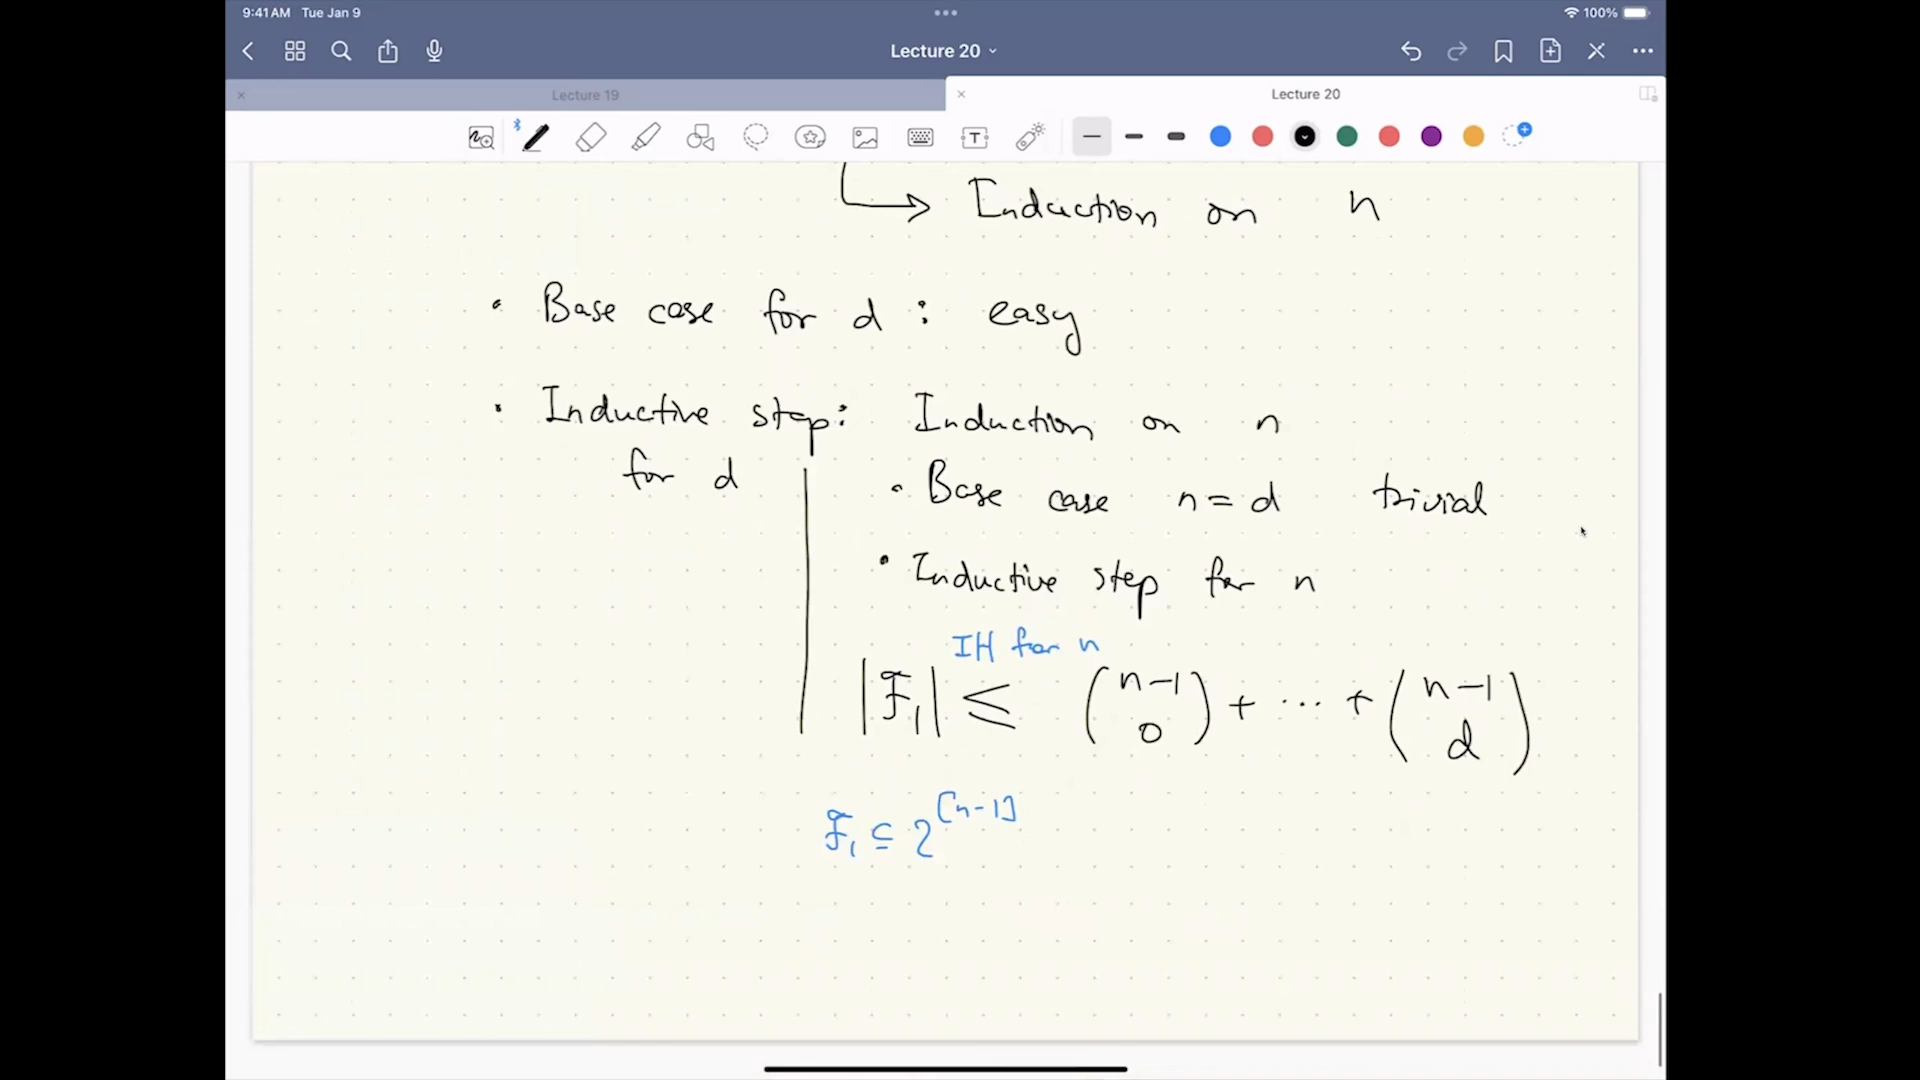 9:41 AM Tue Jan 9
100%
Lecture 20
Lecture 19
Lecture 20
Induction on n
• Base case for d : easy
• Inductive step: Induction on n
for d
• Base case n = d trivial
• Inductive step for n
IH for n
|F₁| ≤ (n-1 0) + ... + (n-1 d)
F₁ ⊆ 2^[n-1]